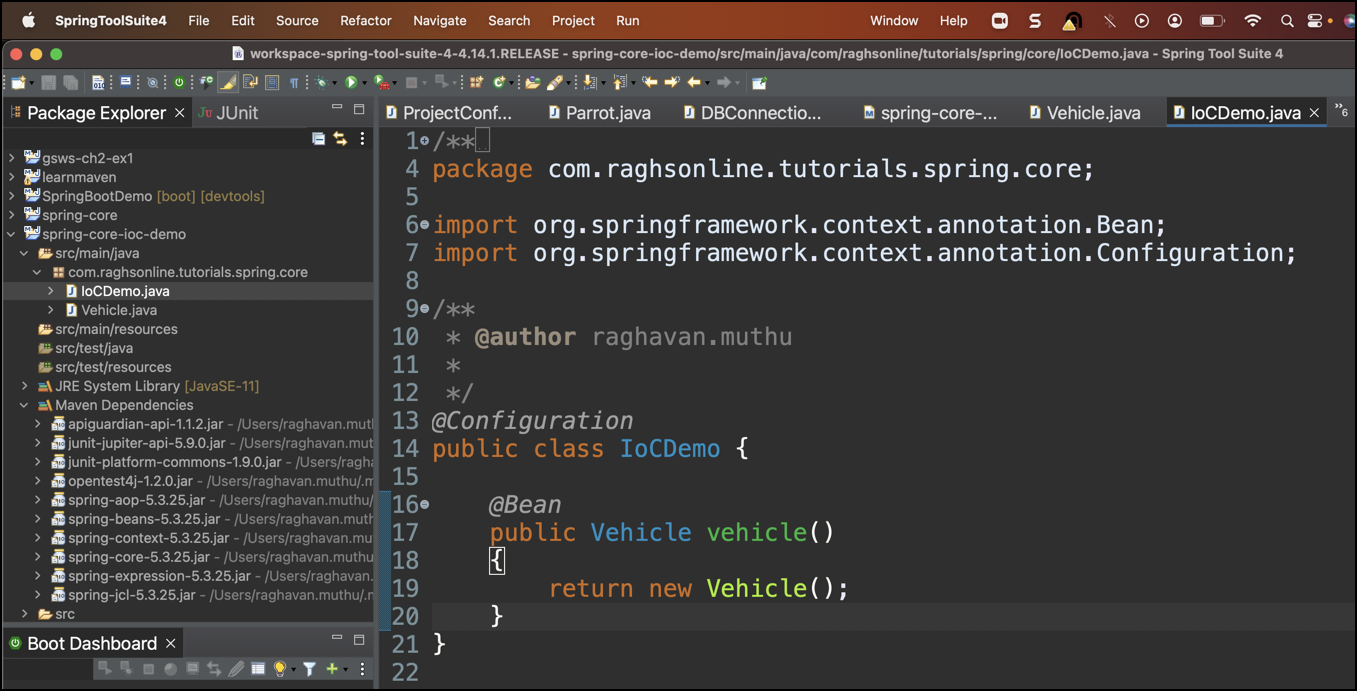 SpringToolSuite4 File Edit Source Refactor Navigate Search Project Run Window Help
workspace-spring-tool-suite-4-4.14.1.RELEASE - spring-core-ioc-demo/src/main/java/com/raghsonline/tutorials/spring/core/IoCDemo.java - Spring Tool Suite 4
Package Explorer JUnit
ProjectConf... Parrot.java DBConnectio... spring-core-... Vehicle.java IoCDemo.java 6
gsws-ch2-ex1
learnmaven
SpringBootDemo [boot] [devtools]
spring-core
spring-core-ioc-demo
src/main/java
com.raghsonline.tutorials.spring.core
IoCDemo.java
Vehicle.java
src/main/resources
src/test/java
src/test/resources
JRE System Library [JavaSE-11]
Maven Dependencies
apiguardian-api-1.1.2.jar - /Users/raghavan.muth
junit-jupiter-api-5.9.0.jar - /Users/raghavan.mut
junit-platform-commons-1.9.0.jar - /Users/ragha
opentest4j-1.2.0.jar - /Users/raghavan.muthu/.m
spring-aop-5.3.25.jar - /Users/raghavan.muthu/
spring-beans-5.3.25.jar - /Users/raghavan.muth
spring-context-5.3.25.jar - /Users/raghavan.mu
spring-core-5.3.25.jar - /Users/raghavan.muthu
spring-expression-5.3.25.jar - /Users/raghavan.
spring-jcl-5.3.25.jar - /Users/raghavan.muthu/.m
src
Boot Dashboard
1 /**
4 package com.raghsonline.tutorials.spring.core;
5
6 import org.springframework.context.annotation.Bean;
7 import org.springframework.context.annotation.Configuration;
8
9 /**
10 * @author raghavan.muthu
11 *
12 */
13 @Configuration
14 public class IoCDemo {
15
16 @Bean
17 public Vehicle vehicle()
18 {
19 return new Vehicle();
20 }
21 }
22